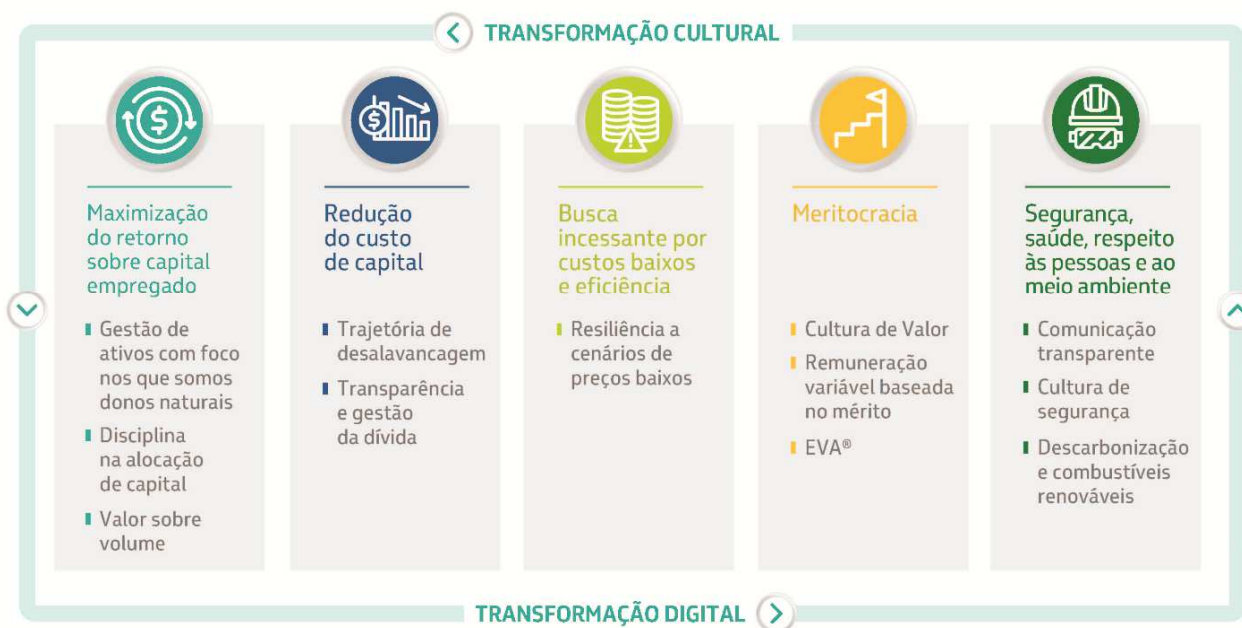 TRANSFORMAÇÃO CULTURAL
Maximização
do retorno
sobre capital
empregado
Gestão de
ativos com foco
nos que somos
donos naturais
Disciplina
na alocação
de capital
Valor sobre
volume
Redução
do custo
de capital
Trajetória de
desalavancagem
Transparência
e gestão
da dívida
Busca
incessante por
custos baixos
e eficiência
Resiliência a
cenários de
preços baixos
Meritocracia
Cultura de Valor
Remuneração
variável baseada
no mérito
EVA®
Segurança,
saúde, respeito
às pessoas e ao
meio ambiente
Comunicação
transparente
Cultura de
segurança
Descarbonização
e combustíveis
renováveis
TRANSFORMAÇÃO DIGITAL